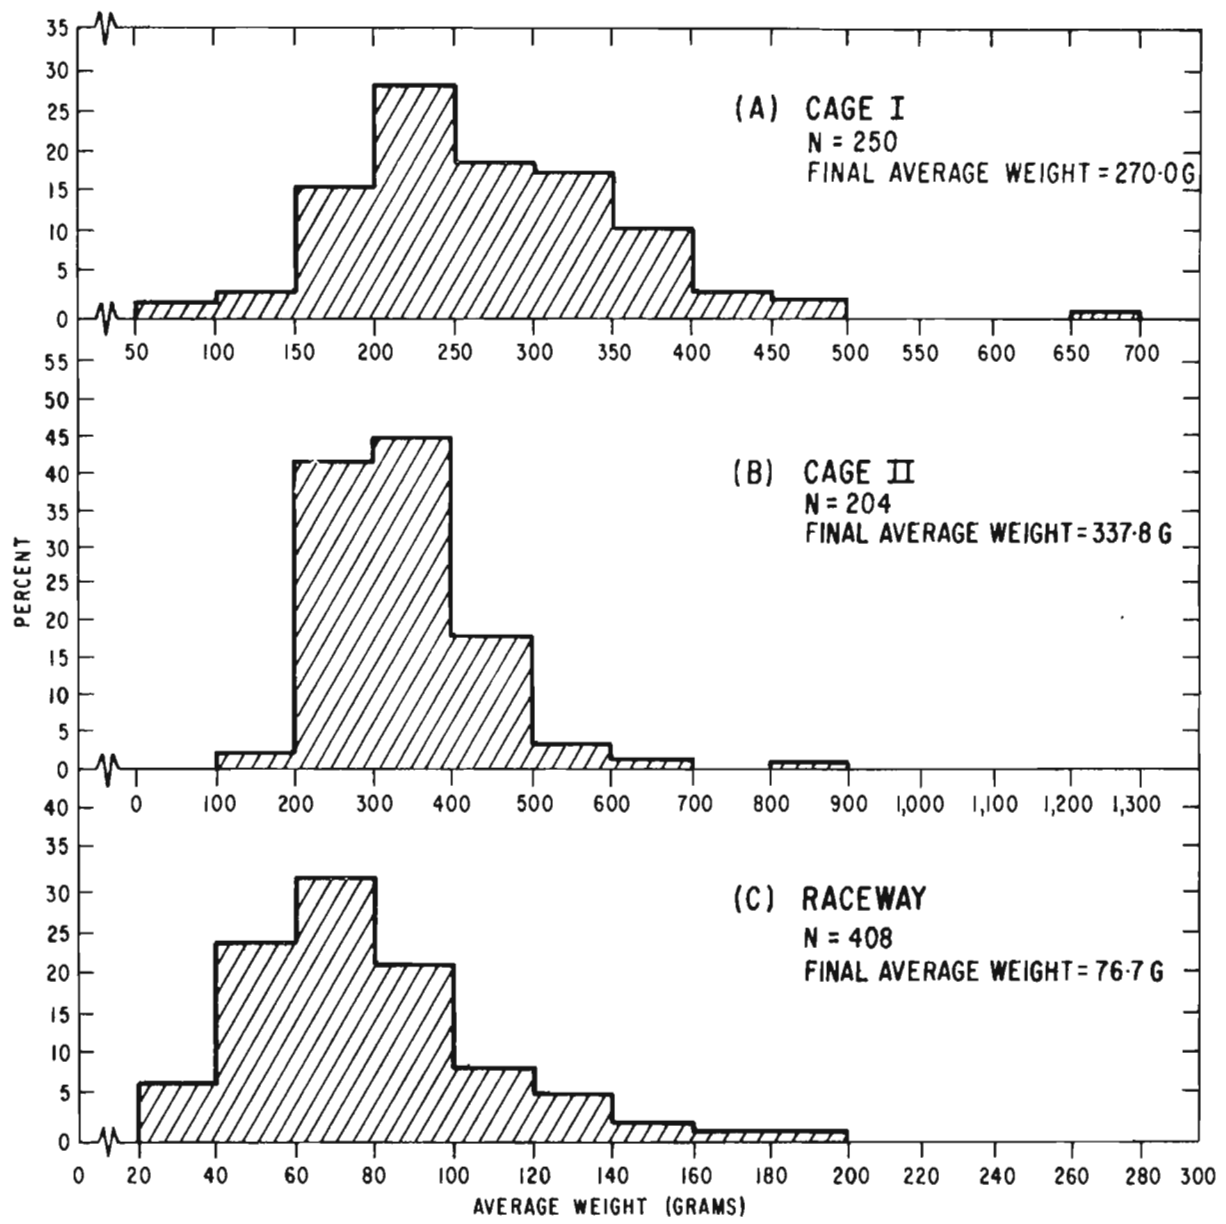 35
30
25
20
15
10
5
0
(A) CAGE I
N = 250
FINAL AVERAGE WEIGHT = 270·0 G
50 100 150 200 250 300 350 400 450 500 550 600 650 700
PERCENT
55
50
45
40
35
30
25
20
15
10
5
0
(B) CAGE II
N = 204
FINAL AVERAGE WEIGHT = 337·8 G
0 100 200 300 400 500 600 700 800 900 1,000 1,100 1,200 1,300
40
35
30
25
20
15
10
5
0
(C) RACEWAY
N = 408
FINAL AVERAGE WEIGHT = 76·7 G
0 20 40 60 80 100 120 140 160 180 200 220 240 260 280 300
AVERAGE WEIGHT (GRAMS)